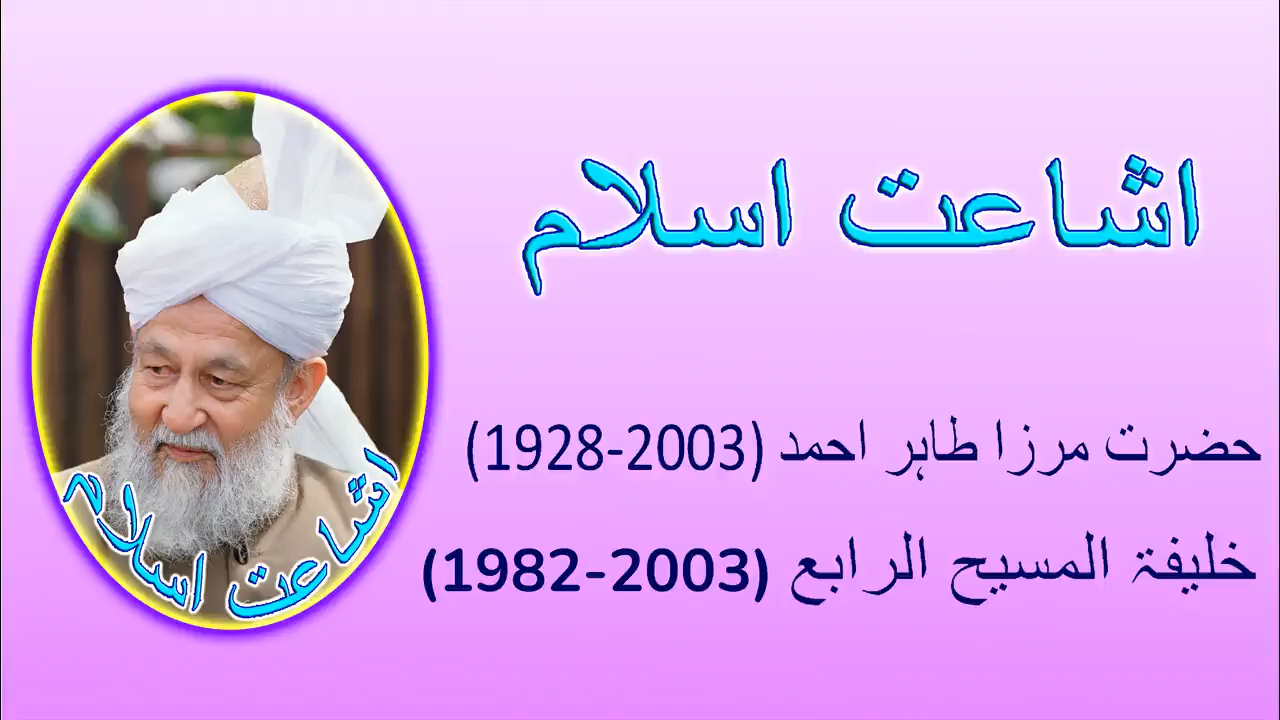 اشاعت اسلام
حضرت مرزا طاہر احمد (1928-2003)
خلیفۃ المسیح الرابع (1982-2003)
اشاعت اسلام